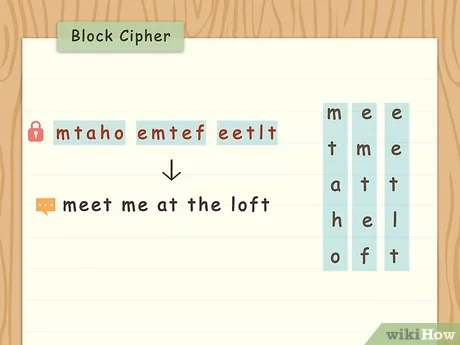 Block Cipher
mtaho emtef eetlt
meet me at the loft
m e e
t m e
a t t
h e l
o f t
wikiHow